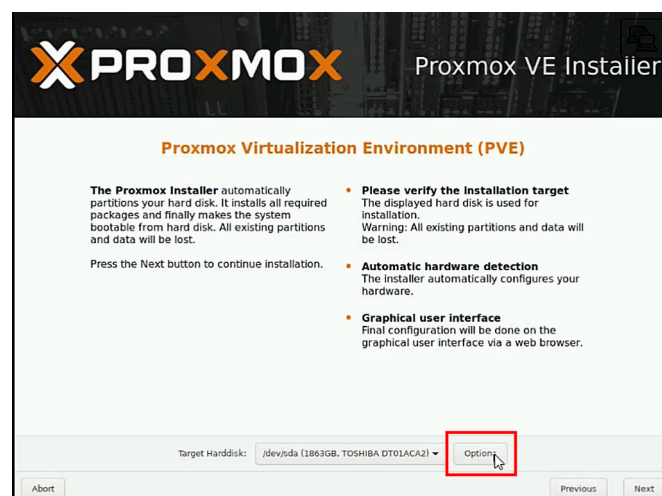 PROXMOX
Proxmox VE Installer
Proxmox Virtualization Environment (PVE)
The Proxmox Installer automatically
partitions your hard disk. It installs all required
packages and finally makes the system
bootable from hard disk. All existing partitions
and data will be lost.
Press the Next button to continue installation.
• Please verify the installation target
The displayed hard disk is used for
installation.
Warning: All existing partitions and data will
be lost.
• Automatic hardware detection
The installer automatically configures your
hardware.
• Graphical user interface
Final configuration will be done on the
graphical user interface via a web browser.
Target Harddisk: /dev/sda (1863GB, TOSHIBA DT01ACA2) Options
Abort Previous Next